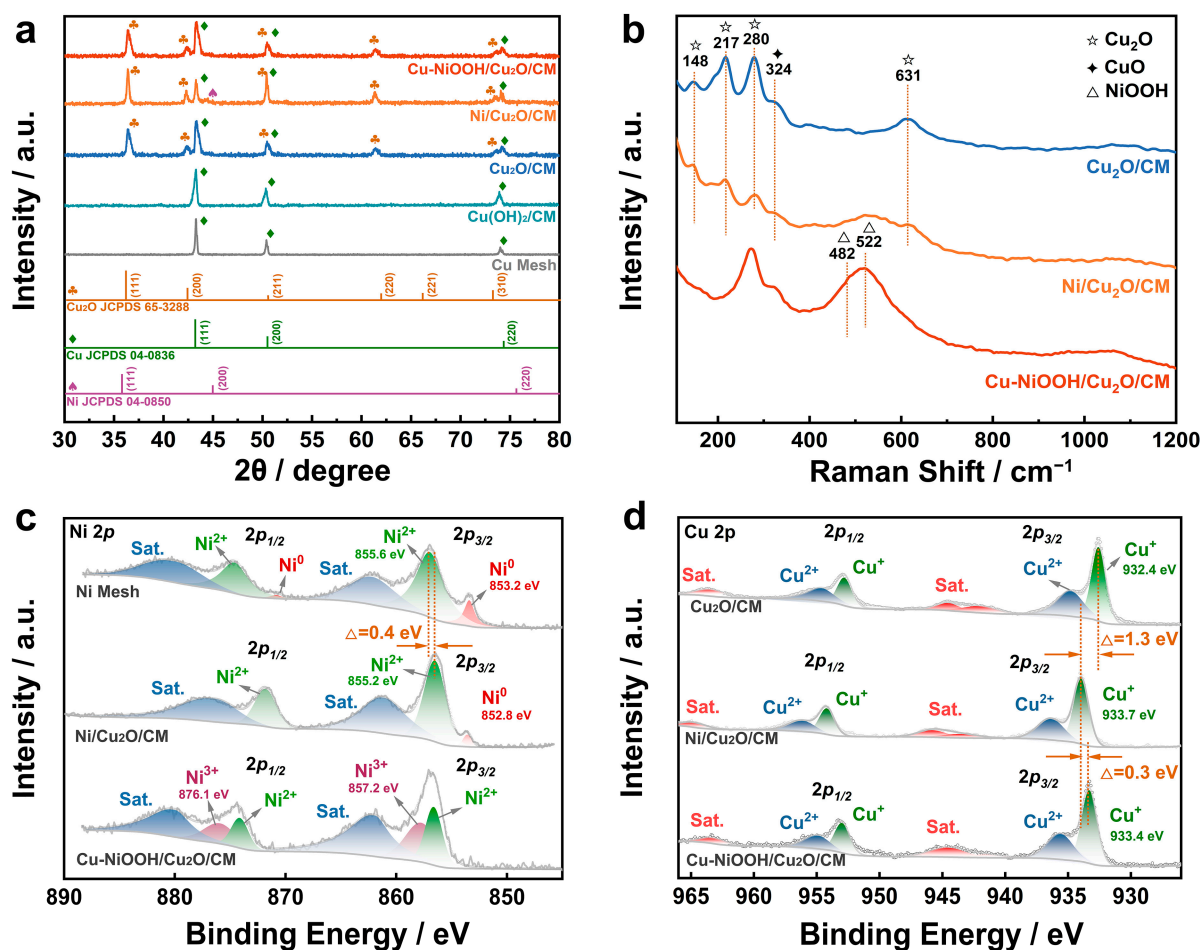 a
Intensity / a.u.
♣ ♦ ♣ ♦ ♣ ♣ ♣ ♦
Cu-NiOOH/Cu₂O/CM
♣ ♣ ♦ ♠ ♣ ♦ ♣ ♣ ♦
Ni/Cu₂O/CM
♣ ♣ ♦ ♣ ♦ ♣ ♣ ♦
Cu₂O/CM
♦ ♦ ♦
Cu(OH)₂/CM
♦ ♦ ♦
Cu Mesh
♣ (111) (200) (211) (220) (221) (310)
Cu₂O JCPDS 65-3288
♦ (111) (200) (220)
Cu JCPDS 04-0836
♠ (111) (200) (220)
Ni JCPDS 04-0850
30 35 40 45 50 55 60 65 70 75 80
2θ / degree
b
Intensity / a.u.
☆ ☆ ☆ ✦ ☆
148 217 280 324 631
☆ Cu₂O
✦ CuO
△ NiOOH
Cu₂O/CM
△ △
482 522
Ni/Cu₂O/CM
Cu-NiOOH/Cu₂O/CM
200 400 600 800 1000 1200
Raman Shift / cm⁻¹
c
Intensity / a.u.
Ni 2p
Sat. Ni²⁺ 2p₁/₂ Ni⁰ Sat. Ni²⁺ 2p₃/₂ Ni⁰
855.6 eV
853.2 eV
Ni Mesh
△=0.4 eV
Sat. Ni²⁺ 2p₁/₂ Sat. Ni²⁺ 2p₃/₂ Ni⁰
855.2 eV
852.8 eV
Ni/Cu₂O/CM
Sat. Ni³⁺ 2p₁/₂ Ni²⁺ Sat. Ni³⁺ 2p₃/₂ Ni²⁺
876.1 eV
857.2 eV
Cu-NiOOH/Cu₂O/CM
890 880 870 860 850
Binding Energy / eV
d
Intensity / a.u.
Cu 2p
Sat. Cu²⁺ 2p₁/₂ Cu⁺ Sat. Cu²⁺ 2p₃/₂ Cu⁺
932.4 eV
Cu₂O/CM
△=1.3 eV
Sat. Cu²⁺ 2p₁/₂ Cu⁺ Sat. Cu²⁺ 2p₃/₂ Cu⁺
933.7 eV
Ni/Cu₂O/CM
△=0.3 eV
Sat. Cu²⁺ 2p₁/₂ Cu⁺ Sat. Cu²⁺ 2p₃/₂ Cu⁺
933.4 eV
Cu-NiOOH/Cu₂O/CM
965 960 955 950 945 940 935 930
Binding Energy / eV